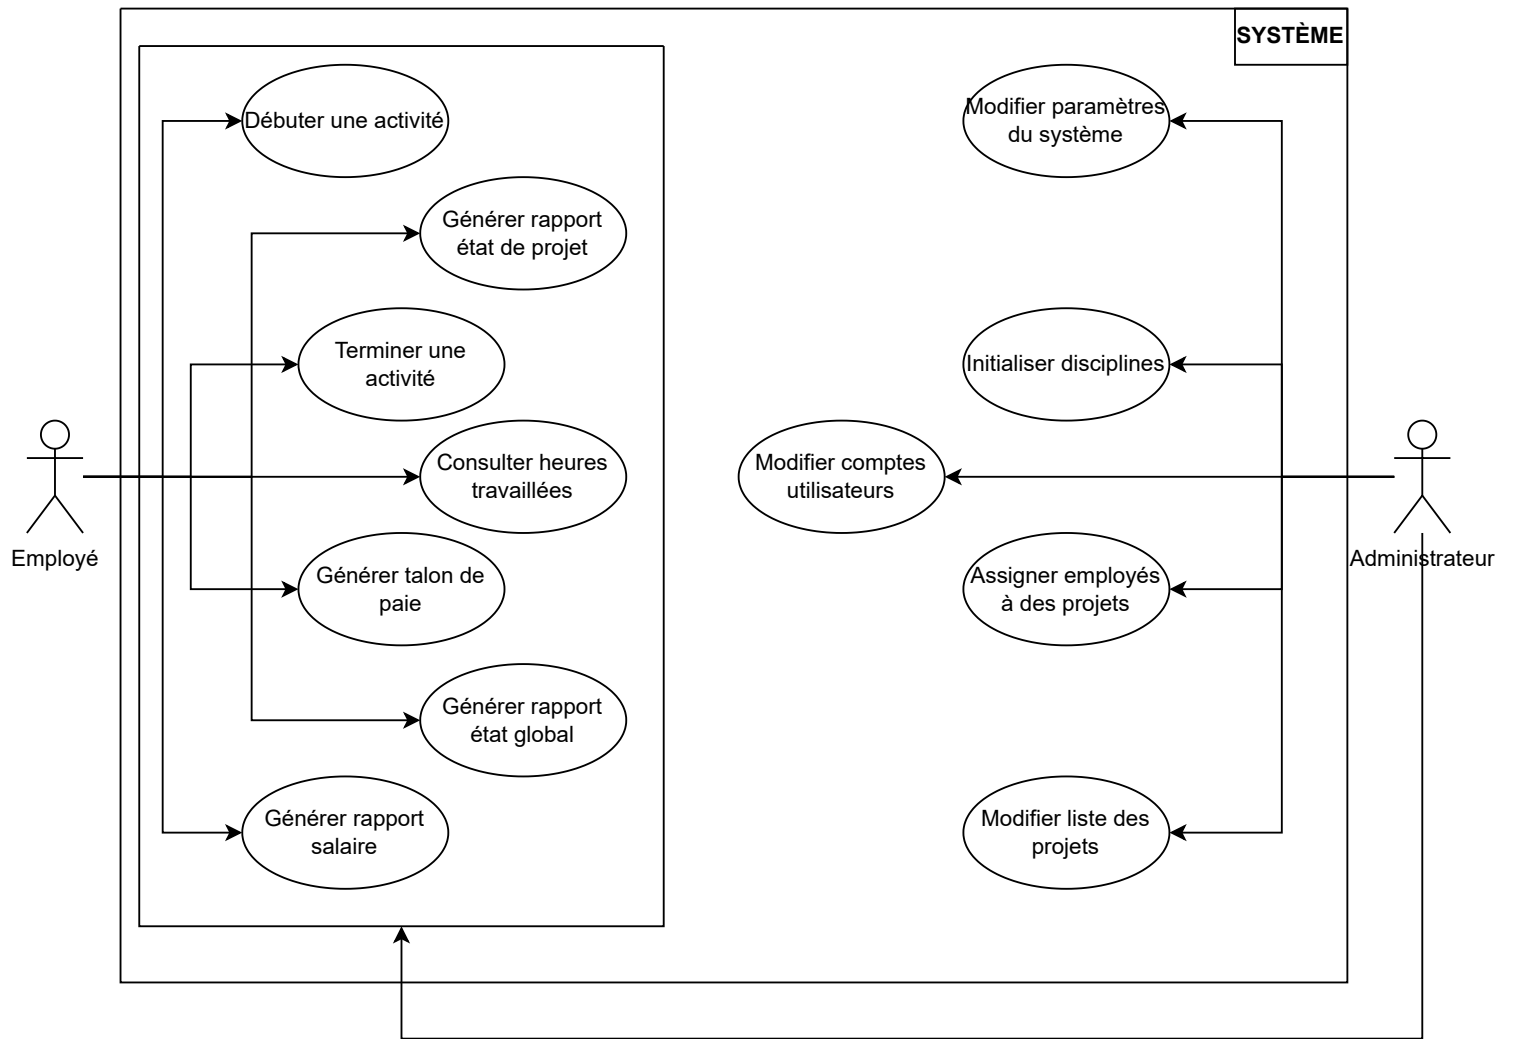 SYSTÈME
Débuter une activité
Générer rapport
état de projet
Terminer une
activité
Consulter heures
travaillées
Générer talon de
paie
Générer rapport
état global
Générer rapport
salaire
Employé
Modifier paramètres
du système
Initialiser disciplines
Modifier comptes
utilisateurs
Assigner employés
à des projets
Modifier liste des
projets
Administrateur